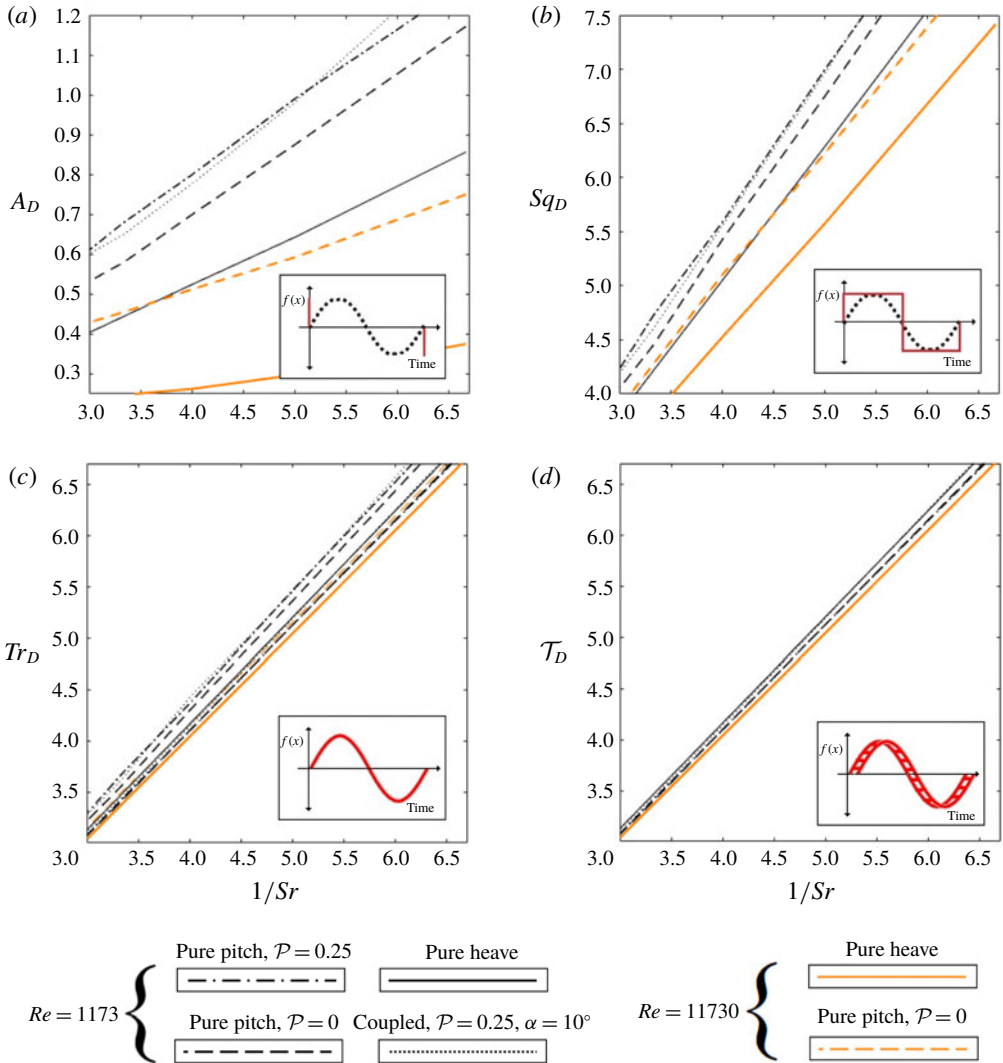 (a)
1.2
1.1
1.0
0.9
0.8
0.7
0.6
0.5
0.4
0.3
A_D
f(x)
Time
3.0 3.5 4.0 4.5 5.0 5.5 6.0 6.5
(b)
7.5
7.0
6.5
6.0
5.5
5.0
4.5
4.0
Sq_D
f(x)
Time
3.0 3.5 4.0 4.5 5.0 5.5 6.0 6.5
(c)
6.5
6.0
5.5
5.0
4.5
4.0
3.5
Tr_D
f(x)
Time
3.0 3.5 4.0 4.5 5.0 5.5 6.0 6.5
1/Sr
(d)
6.5
6.0
5.5
5.0
4.5
4.0
3.5
𝒯_D
f(x)
Time
3.0 3.5 4.0 4.5 5.0 5.5 6.0 6.5
1/Sr
Re = 1173
Pure pitch, 𝒫 = 0.25
Pure heave
Pure pitch, 𝒫 = 0
Coupled, 𝒫 = 0.25, α = 10°
Re = 11730
Pure heave
Pure pitch, 𝒫 = 0